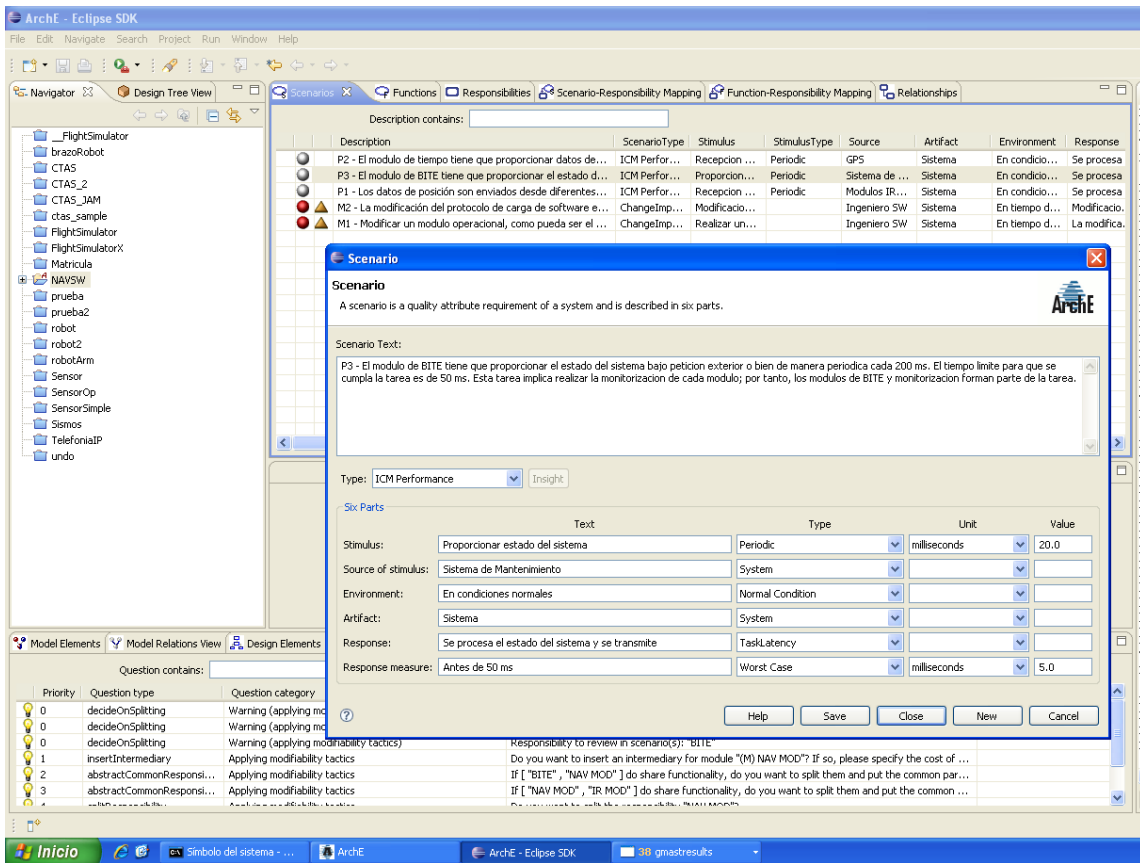 ArchE - Eclipse SDK
File Edit Navigate Search Project Run Window Help
Navigator Design Tree View
Scenarios Functions Responsibilities Scenario-Responsibility Mapping Function-Responsibility Mapping Relationships
Description contains:
Description ScenarioType Stimulus StimulusType Source Artifact Environment Response
P2 - El modulo de tiempo tiene que proporcionar datos de... ICM Perfor... Recepcion ... Periodic GPS Sistema En condicio... Se procesa
P3 - El modulo de BITE tiene que proporcionar el estado d... ICM Perfor... Proporcion... Periodic Sistema de ... Sistema En condicio... Se procesa
P1 - Los datos de posición son enviados desde diferentes... ICM Perfor... Recepcion ... Periodic Modulos IR... Sistema En condicio... Se procesa
M2 - La modificación del protocolo de carga de software e... ChangeImp... Modificacio... Ingeniero SW Sistema En tiempo d... Modificacio.
M1 - Modificar un modulo operacional, como pueda ser el ... ChangeImp... Realizar un... Ingeniero SW Sistema En tiempo d... La modifica.
__FlightSimulator
brazoRobot
CTAS
CTAS_2
CTAS_JAM
ctas_sample
FlightSimulator
FlightSimulatorX
Matricula
NAVSW
prueba
prueba2
robot
robot2
robotArm
Sensor
SensorOp
SensorSimple
Sismos
TelefoniaIP
undo
Scenario
Scenario
A scenario is a quality attribute requirement of a system and is described in six parts.
ArchE
Scenario Text:
P3 - El modulo de BITE tiene que proporcionar el estado del sistema bajo peticion exterior o bien de manera periodica cada 200 ms. El tiempo limite para que se
cumpla la tarea es de 50 ms. Esta tarea implica realizar la monitorizacion de cada modulo; por tanto, los modulos de BITE y monitorizacion forman parte de la tarea.
Type: ICM Performance Insight
Six Parts
Text Type Unit Value
Stimulus: Proporcionar estado del sistema Periodic milliseconds 20.0
Source of stimulus: Sistema de Mantenimiento System
Environment: En condiciones normales Normal Condition
Artifact: Sistema System
Response: Se procesa el estado del sistema y se transmite TaskLatency
Response measure: Antes de 50 ms Worst Case milliseconds 5.0
Help Save Close New Cancel
Model Elements Model Relations View Design Elements
Question contains:
Priority Question type Question category
0 decideOnSplitting Warning (applying mo
0 decideOnSplitting Warning (applying mo
0 decideOnSplitting Warning (applying modifiability tactics) Responsibility to review in scenario(s): "BITE"
1 insertIntermediary Applying modifiability tactics Do you want to insert an intermediary for module "(M) NAV MOD"? If so, please specify the cost of ...
2 abstractCommonResponsi... Applying modifiability tactics If [ "BITE" , "NAV MOD" ] do share functionality, do you want to split them and put the common par...
3 abstractCommonResponsi... Applying modifiability tactics If [ "NAV MOD" , "IR MOD" ] do share functionality, do you want to split them and put the common ...
Inicio Símbolo del sistema - ... ArchE ArchE - Eclipse SDK 38 gmastresults